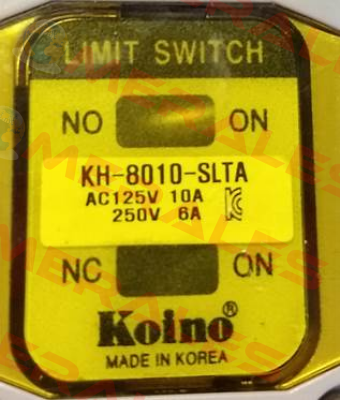 LIMIT SWITCH
NO ON
KH-8010-SLTA
AC125V 10A
250V 6A
NC ON
Koino®
MADE IN KOREA